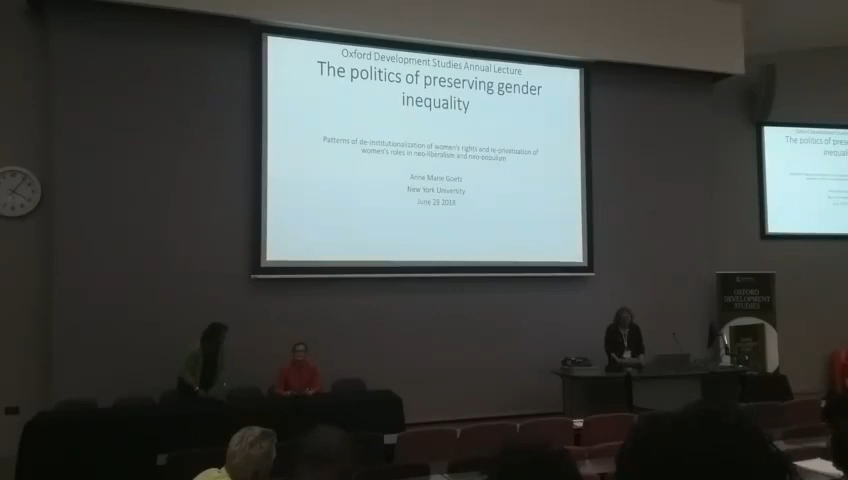 Oxford Development Studies Annual Lecture
The politics of preserving gender
inequality
Patterns of de-institutionalization of women's rights and re-privatization of
women's roles in neo-liberalism and neo-populism
Anne Marie Goetz
New York University
June 28 2018
The politics of prese
inequali
OXFORD
DEVELOPMENT
STUDIES